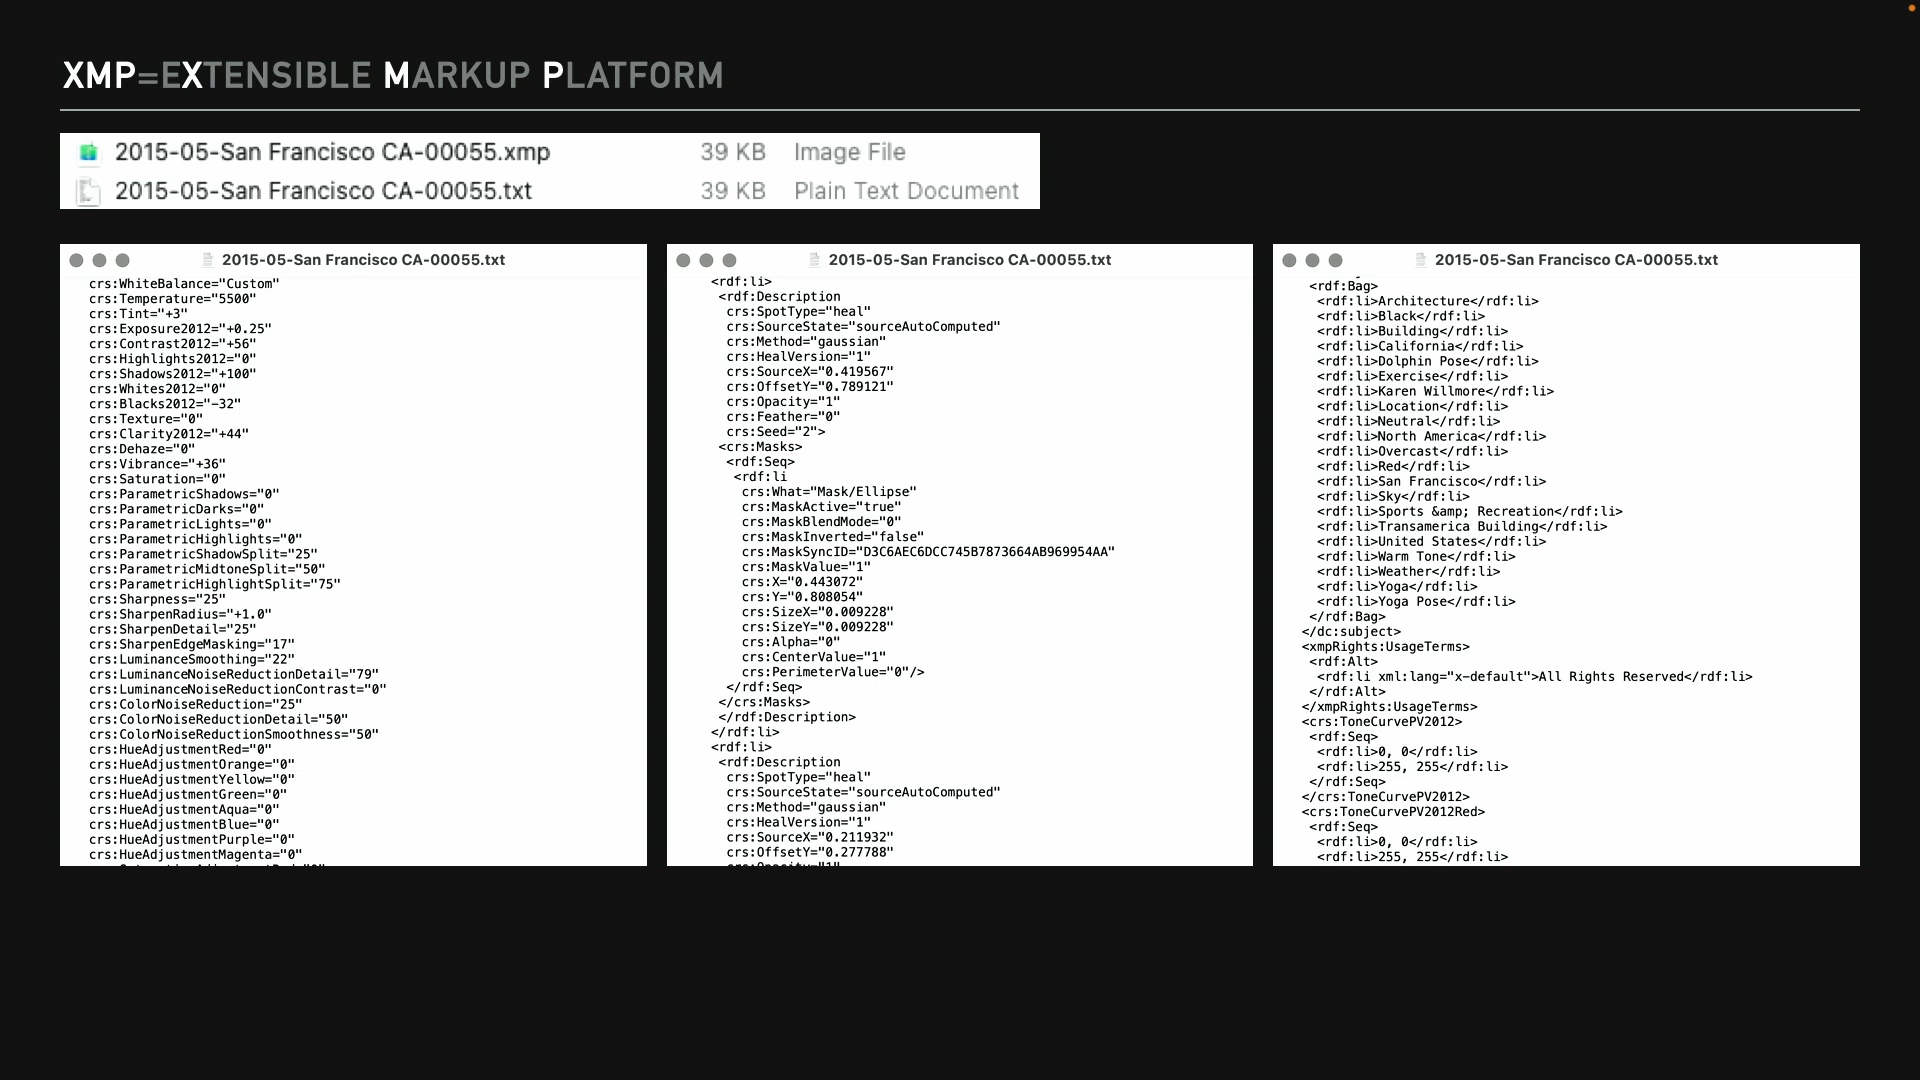 XMP=EXTENSIBLE MARKUP PLATFORM
2015-05-San Francisco CA-00055.xmp 39 KB Image File
2015-05-San Francisco CA-00055.txt 39 KB Plain Text Document
2015-05-San Francisco CA-00055.txt
crs:WhiteBalance="Custom"
crs:Temperature="5500"
crs:Tint="+3"
crs:Exposure2012="+0.25"
crs:Contrast2012="+56"
crs:Highlights2012="0"
crs:Shadows2012="+100"
crs:Whites2012="0"
crs:Blacks2012="-32"
crs:Texture="0"
crs:Clarity2012="+44"
crs:Dehaze="0"
crs:Vibrance="+36"
crs:Saturation="0"
crs:ParametricShadows="0"
crs:ParametricDarks="0"
crs:ParametricLights="0"
crs:ParametricHighlights="0"
crs:ParametricShadowSplit="25"
crs:ParametricMidtoneSplit="50"
crs:ParametricHighlightSplit="75"
crs:Sharpness="25"
crs:SharpenRadius="+1.0"
crs:SharpenDetail="25"
crs:SharpenEdgeMasking="17"
crs:LuminanceSmoothing="22"
crs:LuminanceNoiseReductionDetail="79"
crs:LuminanceNoiseReductionContrast="0"
crs:ColorNoiseReduction="25"
crs:ColorNoiseReductionDetail="50"
crs:ColorNoiseReductionSmoothness="50"
crs:HueAdjustmentRed="0"
crs:HueAdjustmentOrange="0"
crs:HueAdjustmentYellow="0"
crs:HueAdjustmentGreen="0"
crs:HueAdjustmentAqua="0"
crs:HueAdjustmentBlue="0"
crs:HueAdjustmentPurple="0"
crs:HueAdjustmentMagenta="0"
2015-05-San Francisco CA-00055.txt
<rdf:li>
<rdf:Description
crs:SpotType="heal"
crs:SourceState="sourceAutoComputed"
crs:Method="gaussian"
crs:HealVersion="1"
crs:SourceX="0.419567"
crs:OffsetY="0.789121"
crs:Opacity="1"
crs:Feather="0"
crs:Seed="2">
<crs:Masks>
<rdf:Seq>
<rdf:li
crs:What="Mask/Ellipse"
crs:MaskActive="true"
crs:MaskBlendMode="0"
crs:MaskInverted="false"
crs:MaskSyncID="D3C6AEC6DCC745B7873664AB969954AA"
crs:MaskValue="1"
crs:X="0.443072"
crs:Y="0.808054"
crs:SizeX="0.009228"
crs:SizeY="0.009228"
crs:Alpha="0"
crs:CenterValue="1"
crs:PerimeterValue="0"/>
</rdf:Seq>
</crs:Masks>
</rdf:Description>
</rdf:li>
<rdf:li>
<rdf:Description
crs:SpotType="heal"
crs:SourceState="sourceAutoComputed"
crs:Method="gaussian"
crs:HealVersion="1"
crs:SourceX="0.211932"
crs:OffsetY="0.277788"
2015-05-San Francisco CA-00055.txt
<rdf:Bag>
<rdf:li>Architecture</rdf:li>
<rdf:li>Black</rdf:li>
<rdf:li>Building</rdf:li>
<rdf:li>California</rdf:li>
<rdf:li>Dolphin Pose</rdf:li>
<rdf:li>Exercise</rdf:li>
<rdf:li>Karen Willmore</rdf:li>
<rdf:li>Location</rdf:li>
<rdf:li>Neutral</rdf:li>
<rdf:li>North America</rdf:li>
<rdf:li>Overcast</rdf:li>
<rdf:li>Red</rdf:li>
<rdf:li>San Francisco</rdf:li>
<rdf:li>Sky</rdf:li>
<rdf:li>Sports &amp; Recreation</rdf:li>
<rdf:li>Transamerica Building</rdf:li>
<rdf:li>United States</rdf:li>
<rdf:li>Warm Tone</rdf:li>
<rdf:li>Weather</rdf:li>
<rdf:li>Yoga</rdf:li>
<rdf:li>Yoga Pose</rdf:li>
</rdf:Bag>
</dc:subject>
<xmpRights:UsageTerms>
<rdf:Alt>
<rdf:li xml:lang="x-default">All Rights Reserved</rdf:li>
</rdf:Alt>
</xmpRights:UsageTerms>
<crs:ToneCurvePV2012>
<rdf:Seq>
<rdf:li>0, 0</rdf:li>
<rdf:li>255, 255</rdf:li>
</rdf:Seq>
</crs:ToneCurvePV2012>
<crs:ToneCurvePV2012Red>
<rdf:Seq>
<rdf:li>0, 0</rdf:li>
<rdf:li>255, 255</rdf:li>